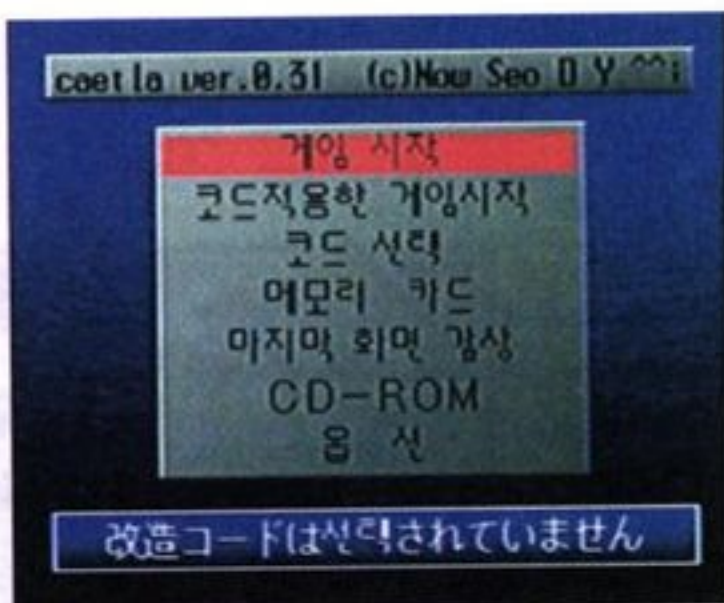 caetla ver.0.31 (c)Now Seo D Y ^^;
게임 시작
코드적용한 게임시작
코드 선택
메모리 카드
마지막 화면 감상
CD-ROM
옵 션
改造コードは선택されていません